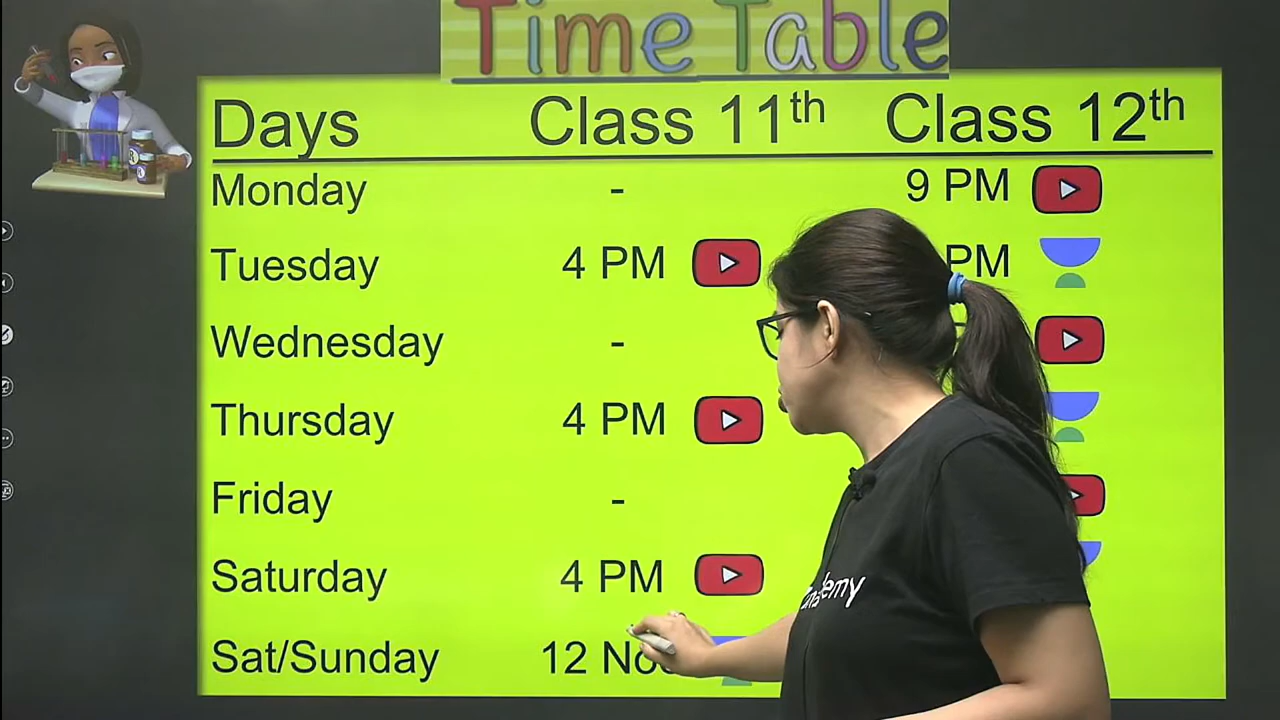 Time Table
Days Class 11th Class 12th
Monday - 9 PM
Tuesday 4 PM PM
Wednesday -
Thursday 4 PM
Friday -
Saturday 4 PM
Sat/Sunday 12